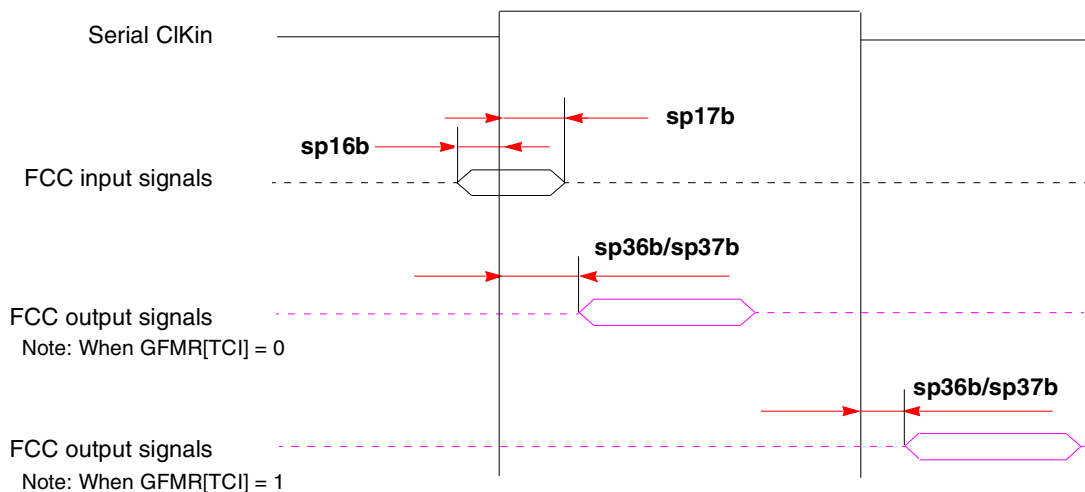 Serial ClKin
sp17b
sp16b
FCC input signals
sp36b/sp37b
FCC output signals
Note: When GFMR[TCI] = 0
sp36b/sp37b
FCC output signals
Note: When GFMR[TCI] = 1